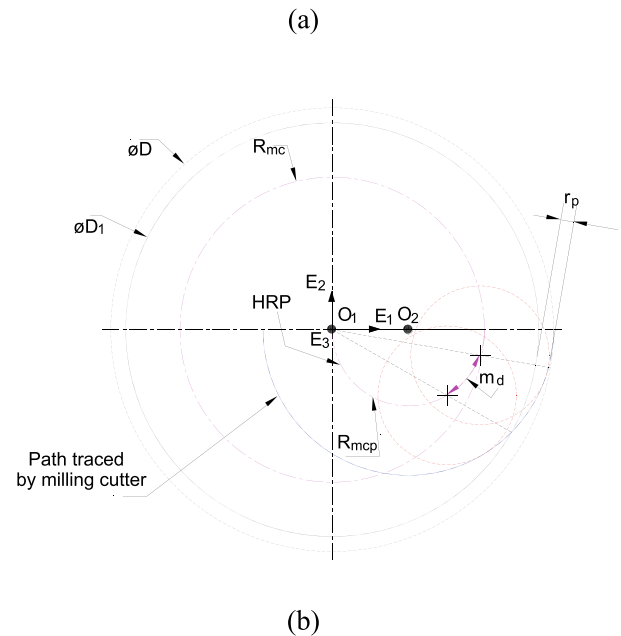 (a)
øD
Rmc
øD1
rp
E2
HRP
O1
E1
O2
E3
md
Rmcp
Path traced
by milling cutter
(b)